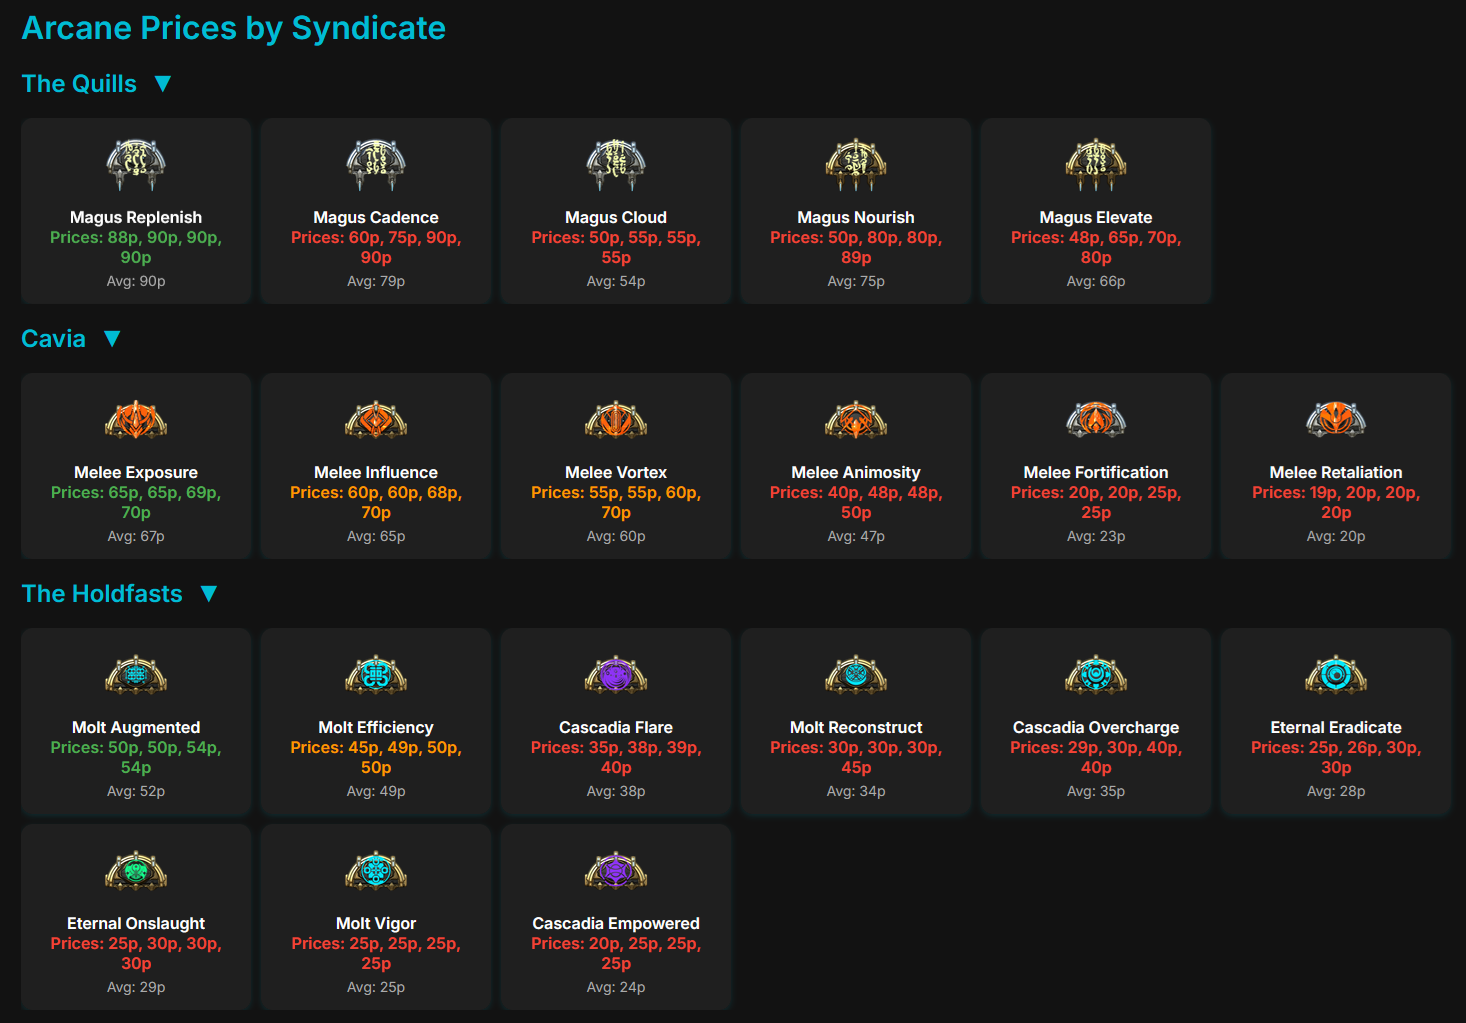 Arcane Prices by Syndicate
The Quills ▼
Magus Replenish
Prices: 88p, 90p, 90p,
90p
Avg: 90p
Magus Cadence
Prices: 60p, 75p, 90p,
90p
Avg: 79p
Magus Cloud
Prices: 50p, 55p, 55p,
55p
Avg: 54p
Magus Nourish
Prices: 50p, 80p, 80p,
89p
Avg: 75p
Magus Elevate
Prices: 48p, 65p, 70p,
80p
Avg: 66p
Cavia ▼
Melee Exposure
Prices: 65p, 65p, 69p,
70p
Avg: 67p
Melee Influence
Prices: 60p, 60p, 68p,
70p
Avg: 65p
Melee Vortex
Prices: 55p, 55p, 60p,
70p
Avg: 60p
Melee Animosity
Prices: 40p, 48p, 48p,
50p
Avg: 47p
Melee Fortification
Prices: 20p, 20p, 25p,
25p
Avg: 23p
Melee Retaliation
Prices: 19p, 20p, 20p,
20p
Avg: 20p
The Holdfasts ▼
Molt Augmented
Prices: 50p, 50p, 54p,
54p
Avg: 52p
Molt Efficiency
Prices: 45p, 49p, 50p,
50p
Avg: 49p
Cascadia Flare
Prices: 35p, 38p, 39p,
40p
Avg: 38p
Molt Reconstruct
Prices: 30p, 30p, 30p,
45p
Avg: 34p
Cascadia Overcharge
Prices: 29p, 30p, 40p,
40p
Avg: 35p
Eternal Eradicate
Prices: 25p, 26p, 30p,
30p
Avg: 28p
Eternal Onslaught
Prices: 25p, 30p, 30p,
30p
Avg: 29p
Molt Vigor
Prices: 25p, 25p, 25p,
25p
Avg: 25p
Cascadia Empowered
Prices: 20p, 25p, 25p,
25p
Avg: 24p